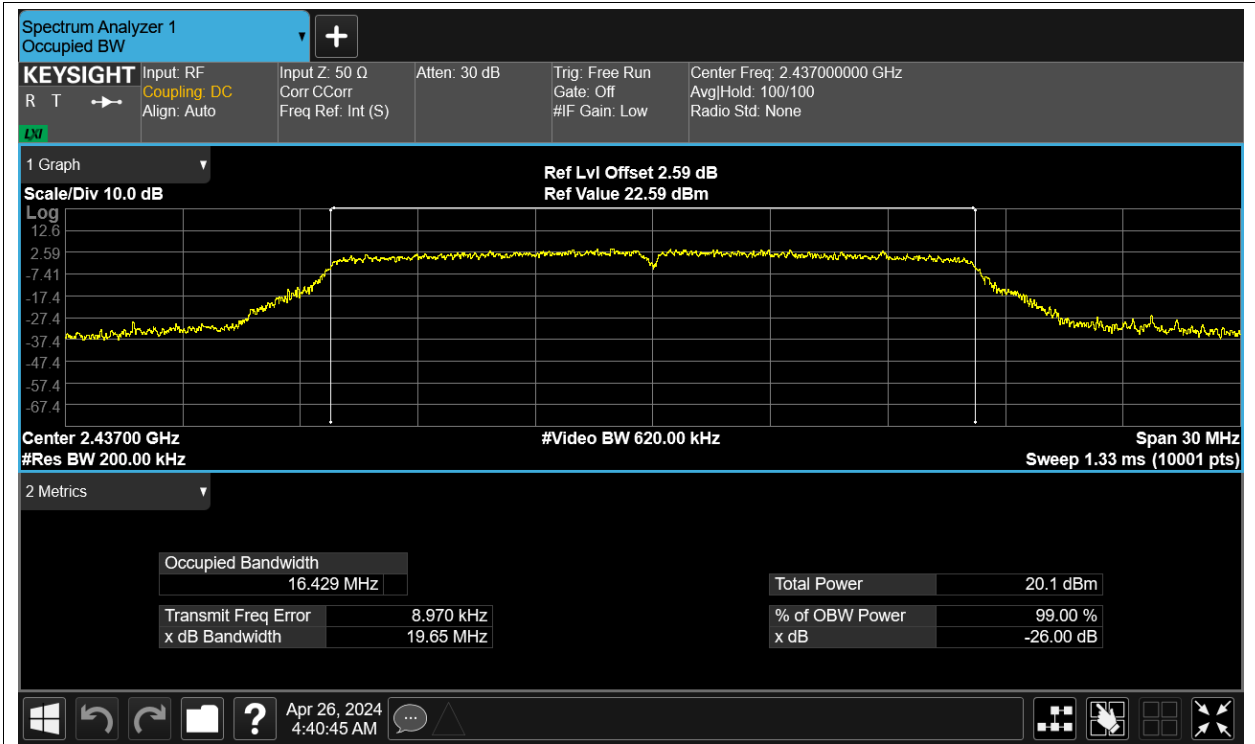 Spectrum Analyzer 1
Occupied BW
▼
+
KEYSIGHT
R T
LXI
Input: RF
Coupling: DC
Align: Auto
Input Z: 50 Ω
Corr CCorr
Freq Ref: Int (S)
Atten: 30 dB
Trig: Free Run
Gate: Off
#IF Gain: Low
Center Freq: 2.437000000 GHz
Avg|Hold: 100/100
Radio Std: None
1 Graph ▼
Scale/Div 10.0 dB
Ref Lvl Offset 2.59 dB
Ref Value 22.59 dBm
Log
12.6
2.59
-7.41
-17.4
-27.4
-37.4
-47.4
-57.4
-67.4
Center 2.43700 GHz
#Video BW 620.00 kHz
Span 30 MHz
#Res BW 200.00 kHz
Sweep 1.33 ms (10001 pts)
2 Metrics ▼
Occupied Bandwidth
16.429 MHz
Total Power 20.1 dBm
Transmit Freq Error 8.970 kHz
% of OBW Power 99.00 %
x dB Bandwidth 19.65 MHz
x dB -26.00 dB
?
Apr 26, 2024
4:40:45 AM
...